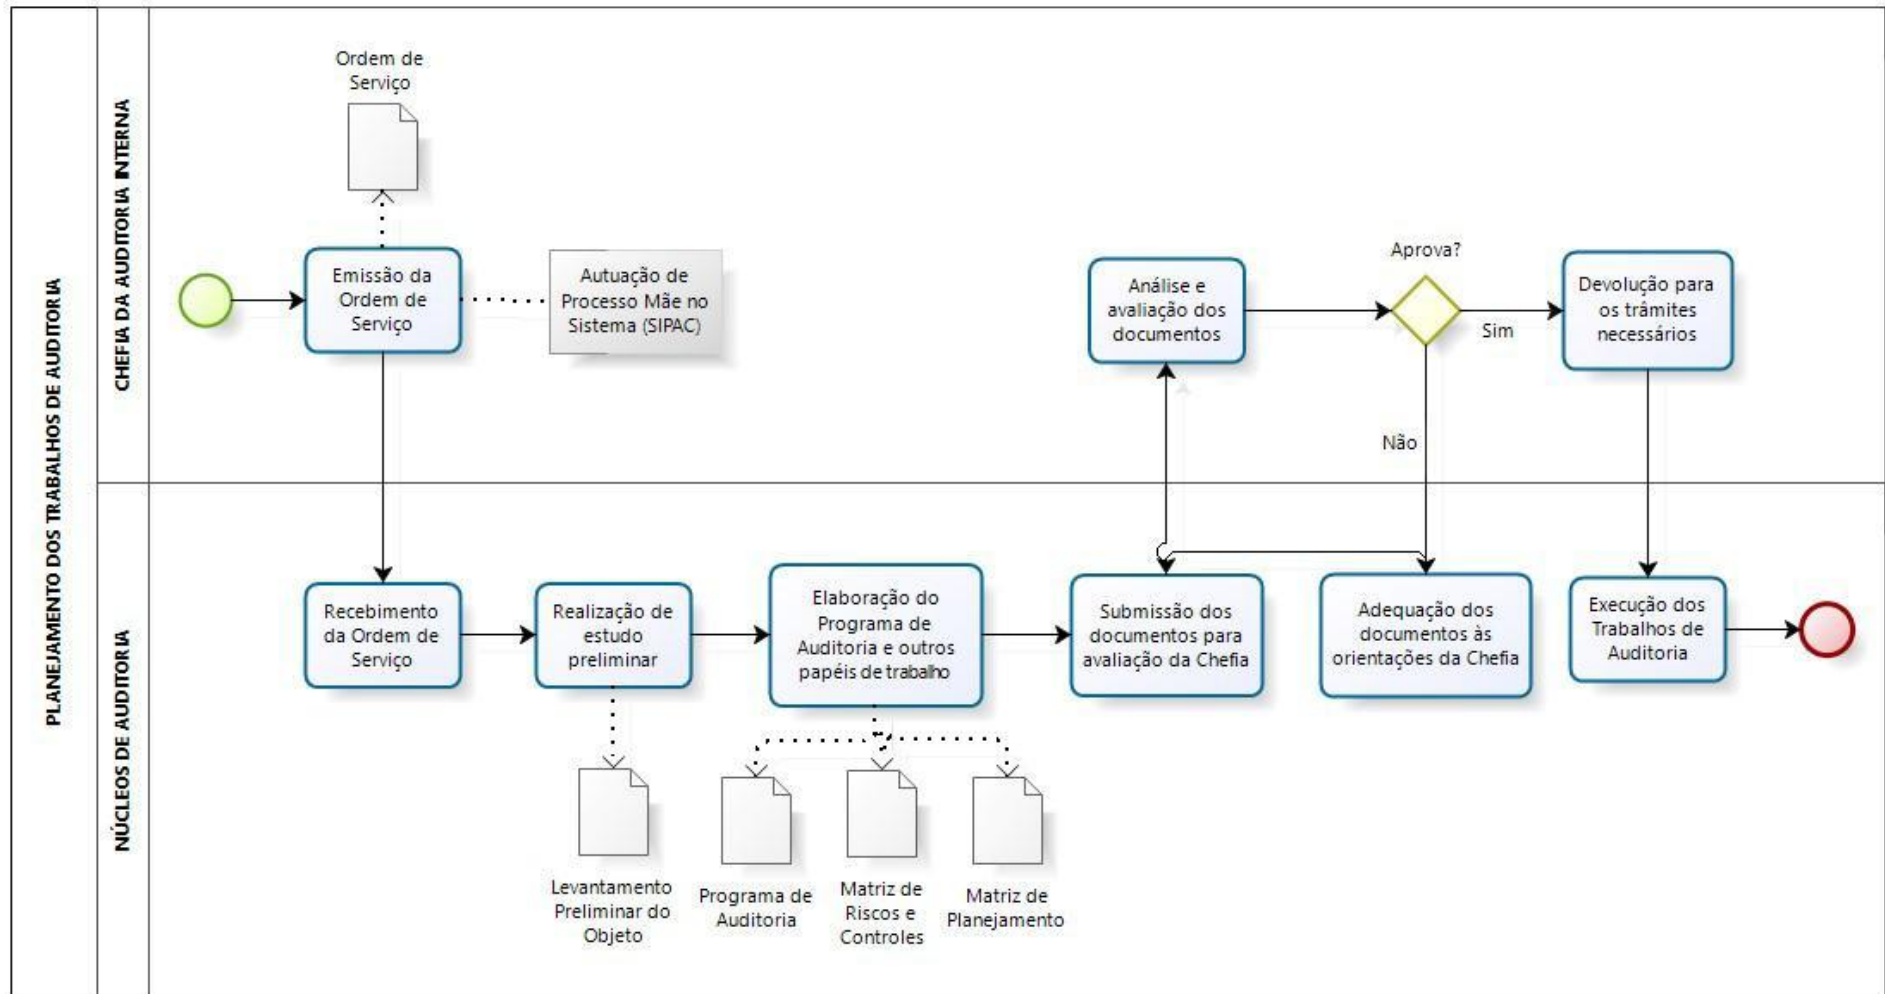 PLANEJAMENTO DOS TRABALHOS DE AUDITORIA
CHEFIA DA AUDITORIA INTERNA
Ordem de
Serviço
Emissão da
Ordem de
Serviço
Autuação de
Processo Mãe no
Sistema (SIPAC)
Análise e
avaliação dos
documentos
Aprova?
Sim
Não
Devolução para
os trâmites
necessários
NÚCLEOS DE AUDITORIA
Recebimento
da Ordem de
Serviço
Realização de
estudo
preliminar
Elaboração do
Programa de
Auditoria e outros
papéis de trabalho
Submissão dos
documentos para
avaliação da Chefia
Adequação dos
documentos às
orientações da Chefia
Execução dos
Trabalhos de
Auditoria
Levantamento
Preliminar do
Objeto
Programa de
Auditoria
Matriz de
Riscos e
Controles
Matriz de
Planejamento